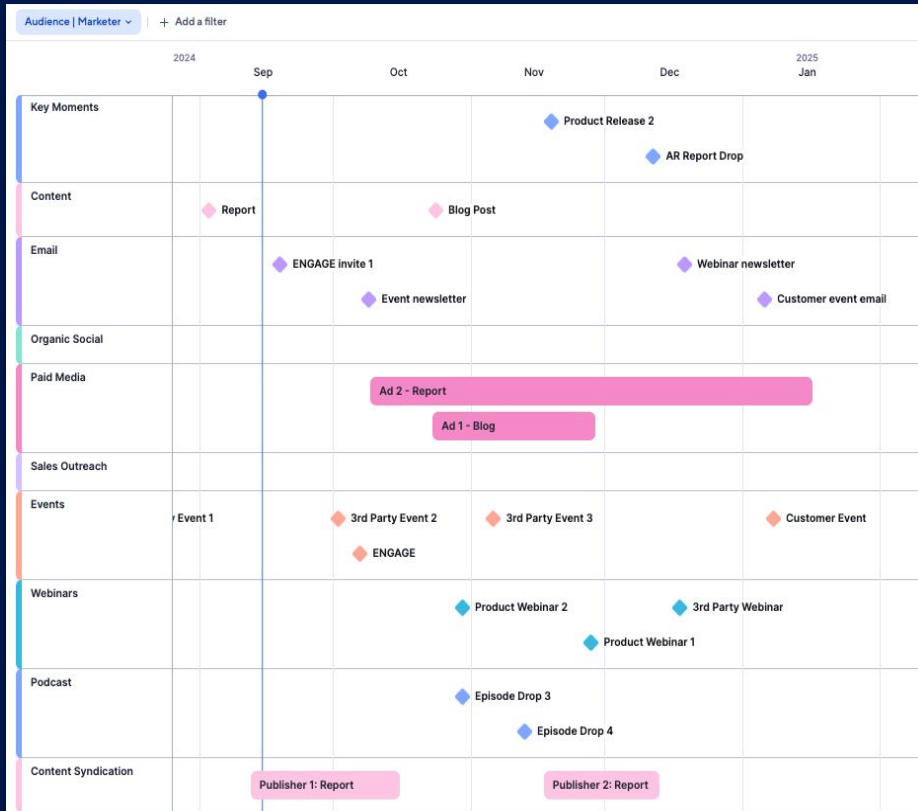 Audience | Marketer
Add a filter
2024
2025
Sep
Oct
Nov
Dec
Jan
Key Moments
Product Release 2
AR Report Drop
Content
Report
Blog Post
Email
ENGAGE invite 1
Webinar newsletter
Event newsletter
Customer event email
Organic Social
Paid Media
Ad 2 - Report
Ad 1 - Blog
Sales Outreach
Events
Event 1
3rd Party Event 2
3rd Party Event 3
Customer Event
ENGAGE
Webinars
Product Webinar 2
3rd Party Webinar
Product Webinar 1
Podcast
Episode Drop 3
Episode Drop 4
Content Syndication
Publisher 1: Report
Publisher 2: Report